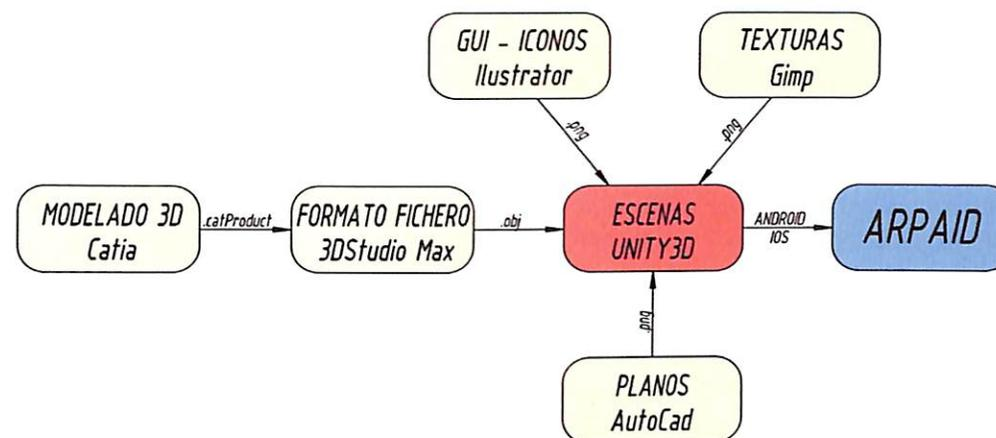 GUI - ICONOS
Ilustrator
TEXTURAS
Gimp
.png
.png
MODELADO 3D
Catia
.catProduct
FORMATO FICHERO
3DStudio Max
.obj
ESCENAS
UNITY3D
ANDROID
IOS
ARPAID
.png
PLANOS
AutoCad